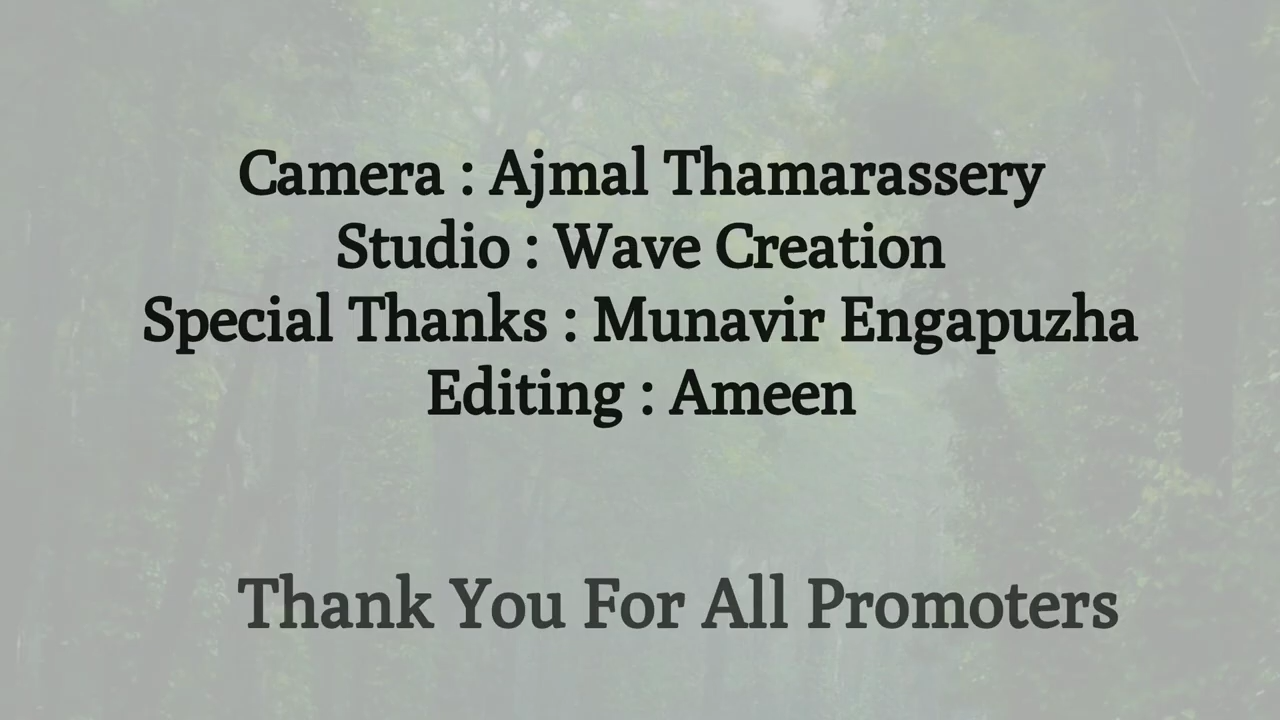 Camera : Ajmal Thamarassery
Studio : Wave Creation
Special Thanks : Munavir Engapuzha
Editing : Ameen
Thank You For All Promoters